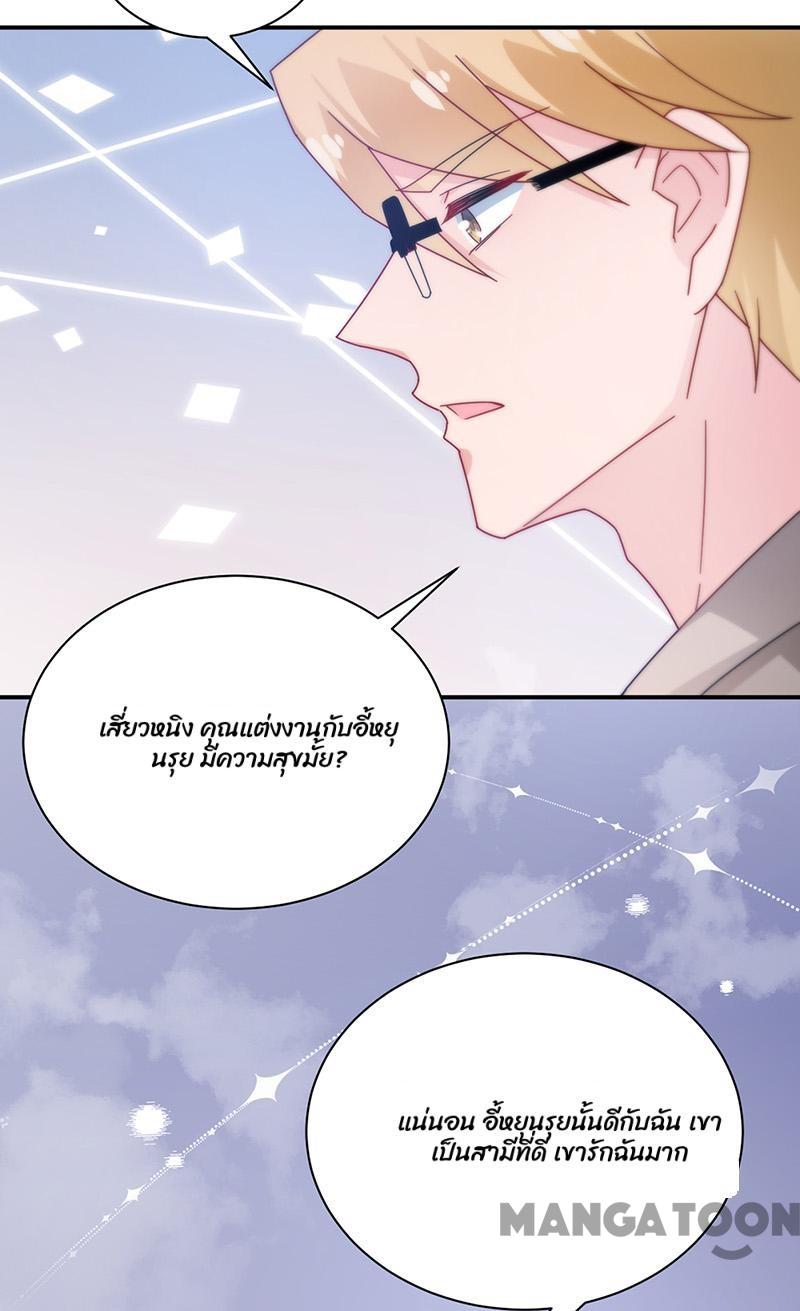 เสี่ยวหนิง คุณแต่งงานกับอี้หยุ
นรุย มีความสุขมั้ย?
แน่นอน อี้หยุนรุยนั้นดีกับฉัน เขา
เป็นสามีที่ดี เขารักฉันมาก
MANGATOON